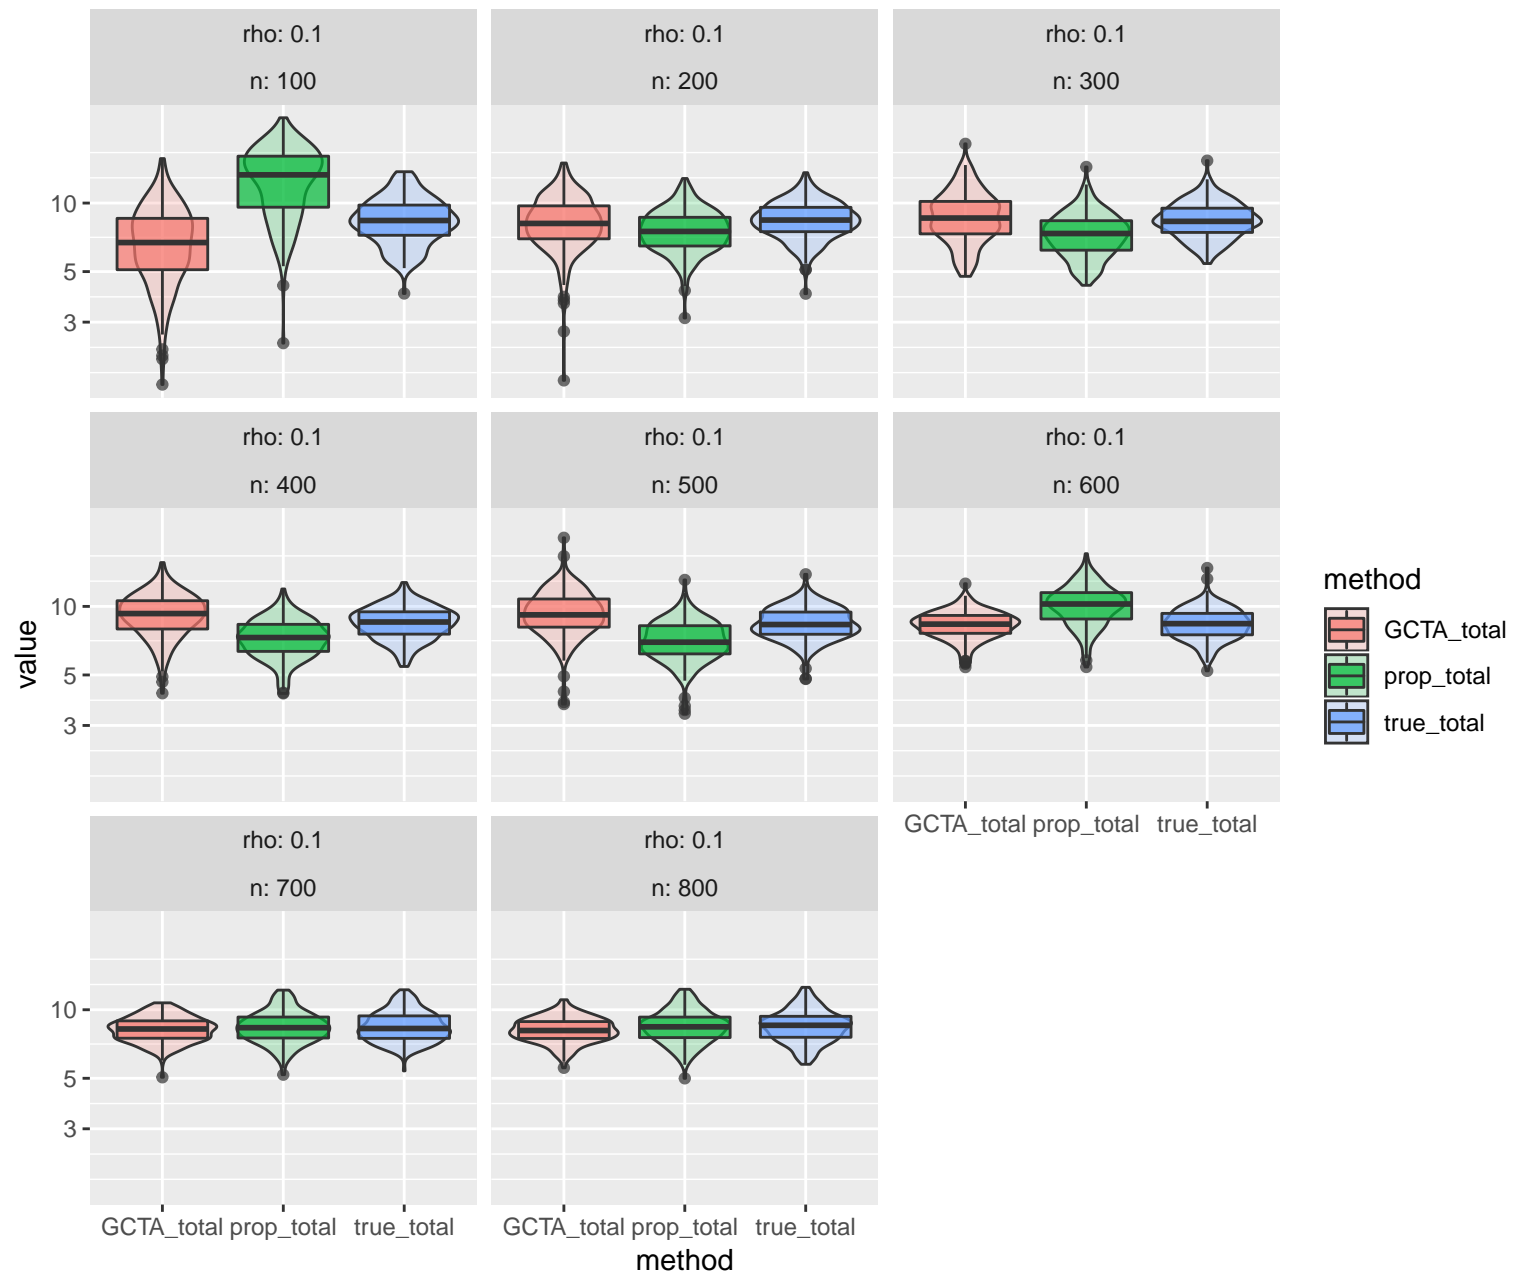 rho: 0.1
rho: 0.1
rho: 0.1
n: 100
n: 200
n: 300
10
5
3
rho: 0.1
rho: 0.1
rho: 0.1
n: 400
n: 500
n: 600
10
5
3
GCTA_total prop_total true_total
rho: 0.1
rho: 0.1
n: 700
n: 800
10
5
3
GCTA_total prop_total true_total
GCTA_total prop_total true_total
method
value
method
GCTA_total
prop_total
true_total